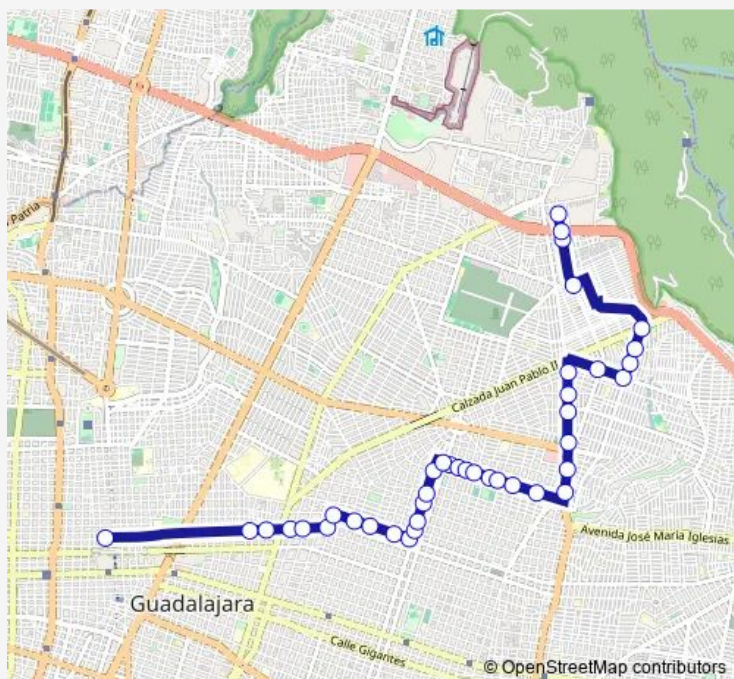 Patria
Calzada Juan Pablo II
Avenida José María Iglesias
Guadalajara
Calle Gigantes
© OpenStreetMap contributors